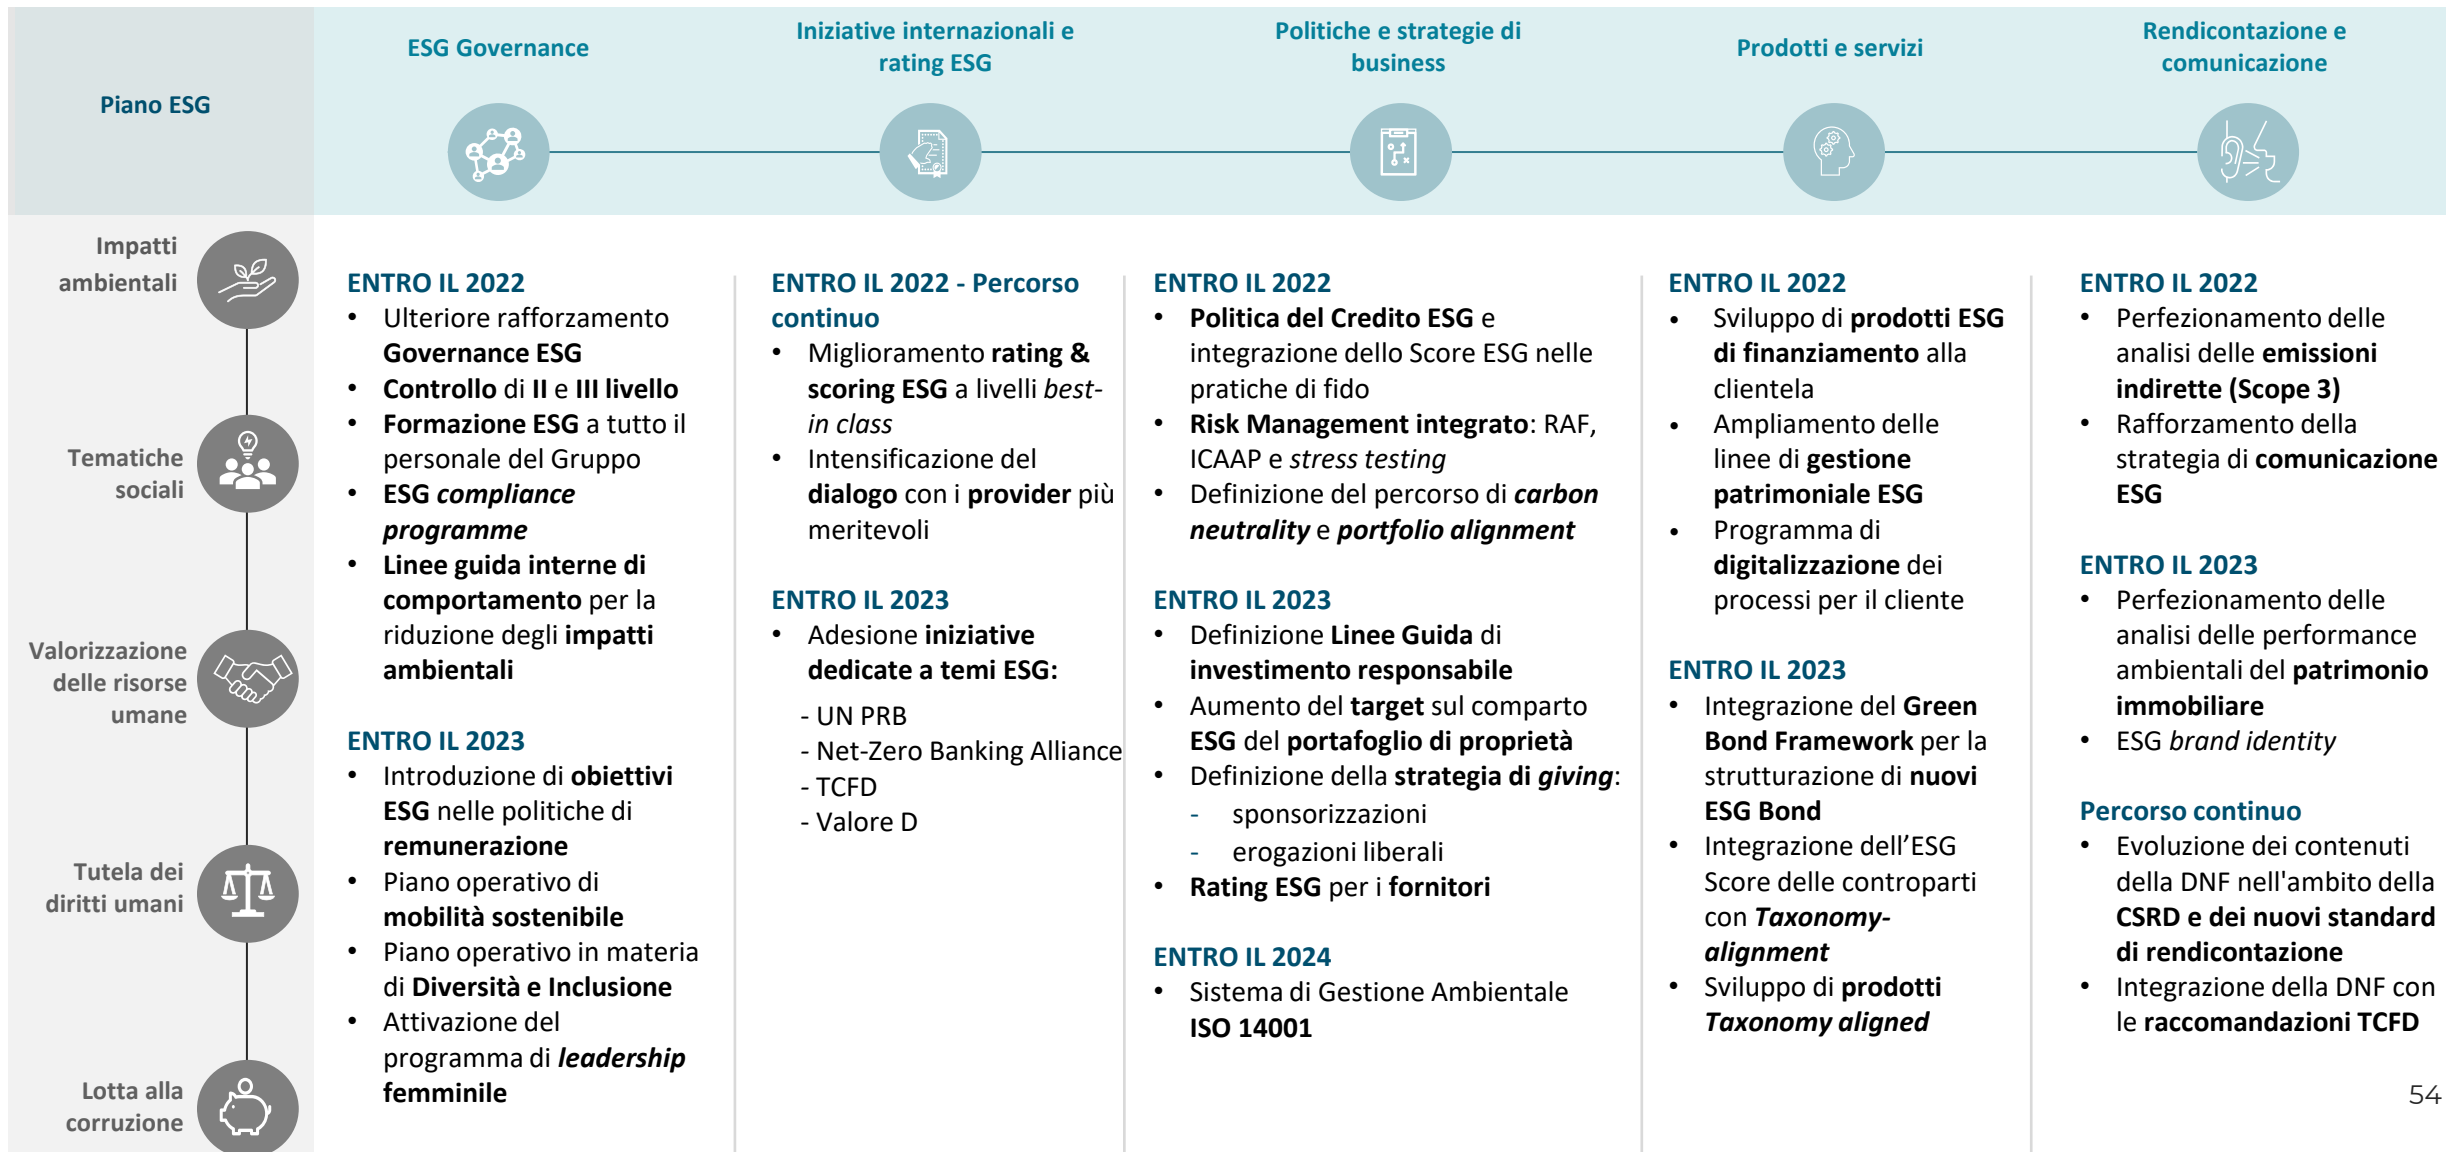 Piano ESG
ESG Governance
Iniziative internazionali e
rating ESG
Politiche e strategie di
business
Prodotti e servizi
Rendicontazione e
comunicazione
Impatti
ambientali
Tematiche
sociali
Valorizzazione
delle risorse
umane
Tutela dei
diritti umani
Lotta alla
corruzione
ENTRO IL 2022
• Ulteriore rafforzamento
Governance ESG
• Controllo di II e III livello
• Formazione ESG a tutto il
personale del Gruppo
• ESG compliance
programme
• Linee guida interne di
comportamento per la
riduzione degli impatti
ambientali
ENTRO IL 2023
• Introduzione di obiettivi
ESG nelle politiche di
remunerazione
• Piano operativo di
mobilità sostenibile
• Piano operativo in materia
di Diversità e Inclusione
• Attivazione del
programma di leadership
femminile
ENTRO IL 2022 - Percorso
continuo
• Miglioramento rating &
scoring ESG a livelli best-
in class
• Intensificazione del
dialogo con i provider più
meritevoli
ENTRO IL 2023
• Adesione iniziative
dedicate a temi ESG:
- UN PRB
- Net-Zero Banking Alliance
- TCFD
- Valore D
ENTRO IL 2022
• Politica del Credito ESG e
integrazione dello Score ESG nelle
pratiche di fido
• Risk Management integrato: RAF,
ICAAP e stress testing
• Definizione del percorso di carbon
neutrality e portfolio alignment
ENTRO IL 2023
• Definizione Linee Guida di
investimento responsabile
• Aumento del target sul comparto
ESG del portafoglio di proprietà
• Definizione della strategia di giving:
- sponsorizzazioni
- erogazioni liberali
• Rating ESG per i fornitori
ENTRO IL 2024
• Sistema di Gestione Ambientale
ISO 14001
ENTRO IL 2022
• Sviluppo di prodotti ESG
di finanziamento alla
clientela
• Ampliamento delle
linee di gestione
patrimoniale ESG
• Programma di
digitalizzazione dei
processi per il cliente
ENTRO IL 2023
• Integrazione del Green
Bond Framework per la
strutturazione di nuovi
ESG Bond
• Integrazione dell’ESG
Score delle controparti
con Taxonomy-
alignment
• Sviluppo di prodotti
Taxonomy aligned
ENTRO IL 2022
• Perfezionamento delle
analisi delle emissioni
indirette (Scope 3)
• Rafforzamento della
strategia di comunicazione
ESG
ENTRO IL 2023
• Perfezionamento delle
analisi delle performance
ambientali del patrimonio
immobiliare
• ESG brand identity
Percorso continuo
• Evoluzione dei contenuti
della DNF nell'ambito della
CSRD e dei nuovi standard
di rendicontazione
• Integrazione della DNF con
le raccomandazioni TCFD
54